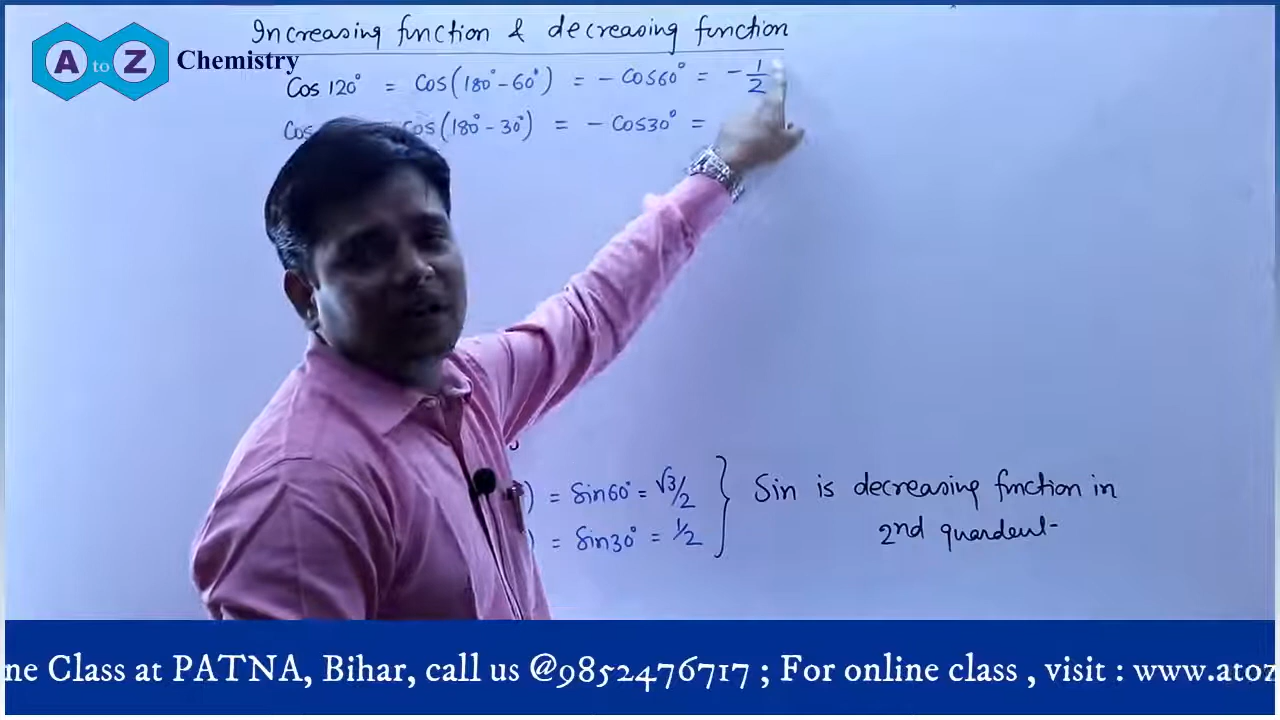 Increasing function & decreasing function
A to Z Chemistry
Cos 120° = Cos(180° - 60°) = - Cos60° = - 1/2
Cos(180° - 30°) = - Cos30° =
) = Sin60° = √3/2 } Sin is decreasing function in
) = Sin30° = 1/2 2nd quardent
ne Class at PATNA, Bihar, call us @9852476717 ; For online class , visit : www.atoz